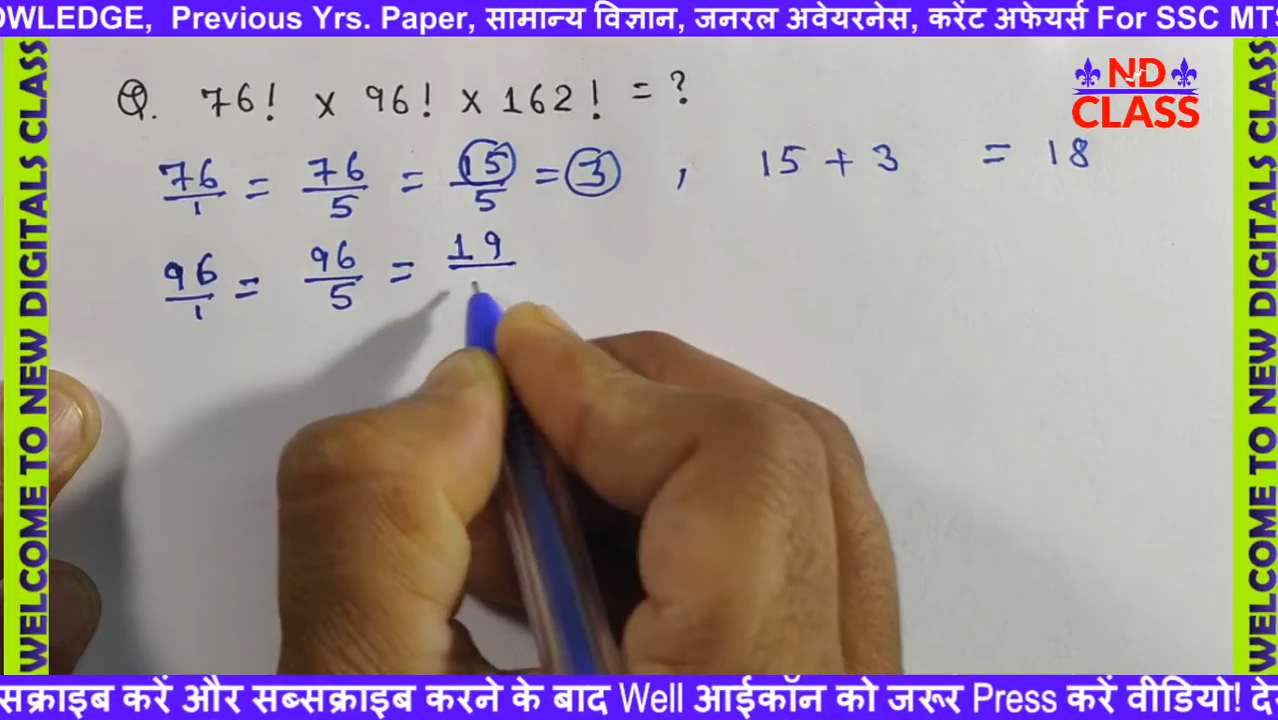 OWLEDGE, Previous Yrs. Paper, सामान्य विज्ञान, जनरल अवेयरनेस, करेंट अफेयर्स For SSC MTS
WELCOME TO NEW DIGITALS CLASS
ND
CLASS
Q. 76! x 96! x 162! = ?
76/1 = 76/5 = 15/5 = 3 , 15 + 3 = 18
96/1 = 96/5 = 19
WELCOME TO NEW DIGITALS CLASS
सक्राइब करें और सब्सक्राइब करने के बाद Well आईकॉन को जरूर Press करें वीडियो! दे